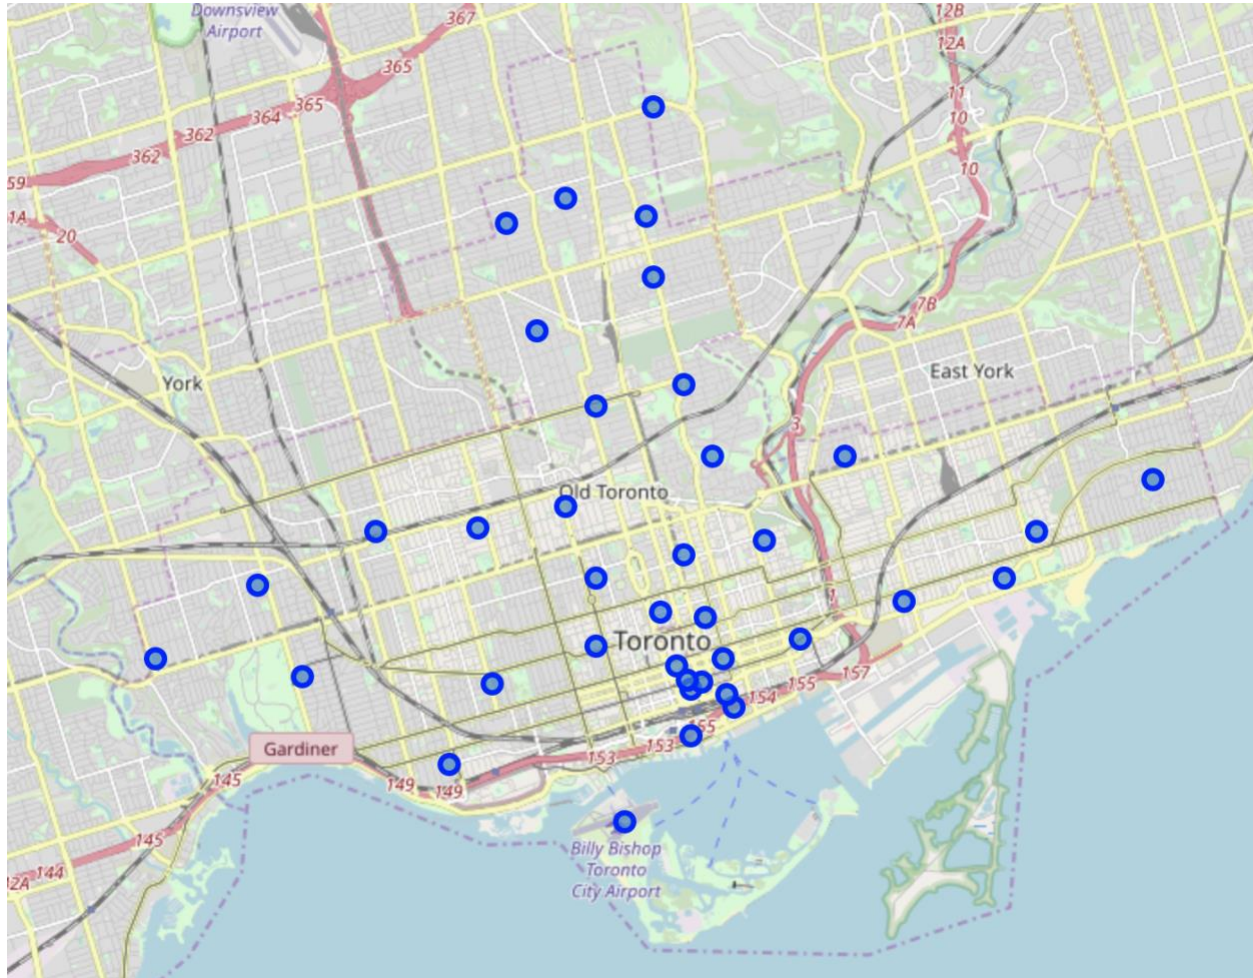 Downsview
Airport
367
12B
12A
365
11
365
364
10
362
362
10
59
1A
20
7B
7A
York
East York
3
Old Toronto
1
Toronto
157
155
154
155
Gardiner
153
153
145
149
149
145
Billy Bishop
Toronto
City Airport
144
2A